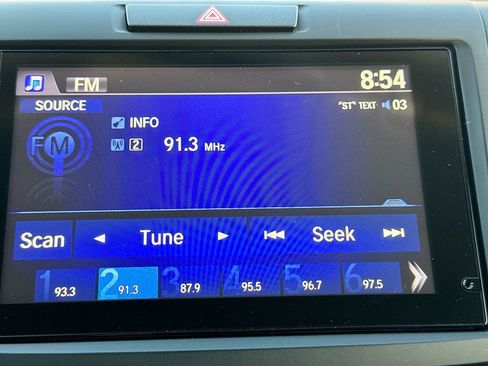 FM 8:54
SOURCE "ST" TEXT 03
INFO
FM 2 91.3 MHz
Scan Tune Seek
1 93.3 2 91.3 3 87.9 4 95.5 5 96.7 6 97.5